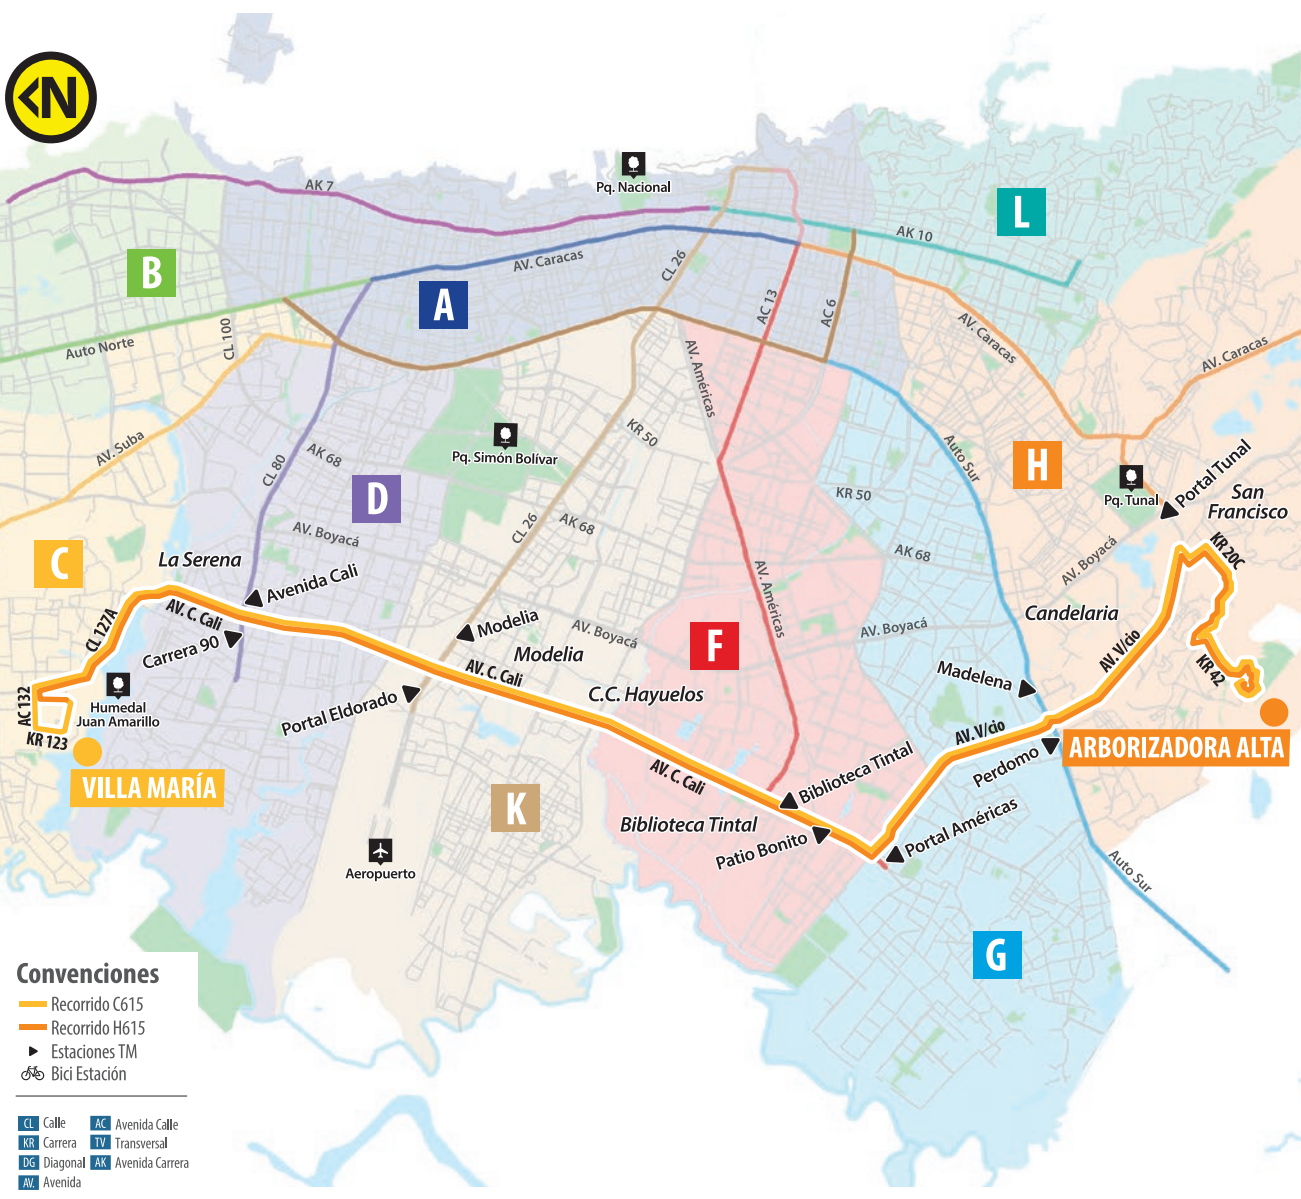 N
Pq. Nacional
AK 7
L
AK 10
B
AV. Caracas
CL 26
A
AC 13
AC 6
Auto Norte
CL 100
AV. Caracas
AV. Caracas
AV. Américas
AV. Suba
CL 80
AK 68
Pq. Simón Bolívar
KR 50
Auto Sur
H
Pq. Tunal
Portal Tunal
San
Francisco
D
KR 50
CL 26
AK 68
AV. Boyacá
AK 68
AV. Boyacá
KR 20C
C
La Serena
Avenida Cali
AV. C. Cali
CL 127A
Carrera 90
Modelia
Modelia
AV. Boyacá
AV. Américas
F
AV. Boyacá
Candelaria
AV. V/cio
KR 42
Madelena
AV. C. Cali
C.C. Hayuelos
Portal Eldorado
AC 132
Humedal
Juan Amarillo
KR 123
VILLA MARÍA
AV. V/cio
Perdomo
ARBORIZADORA ALTA
AV. C. Cali
Biblioteca Tintal
Biblioteca Tintal
Patio Bonito
Portal Américas
K
Aeropuerto
Auto Sur
G
Convenciones
Recorrido C615
Recorrido H615
Estaciones TM
Bici Estación
CL Calle
AC Avenida Calle
KR Carrera
TV Transversal
DG Diagonal
AK Avenida Carrera
AV. Avenida